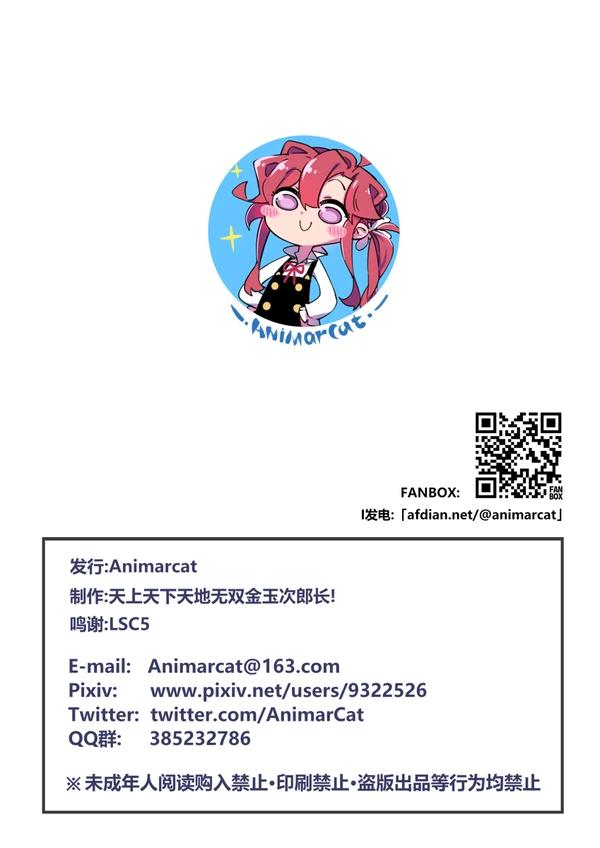 Animarcat
FANBOX:
FAN
BOX
I发电:「afdian.net/@animarcat」
发行:Animarcat
制作:天上天下天地无双金玉次郎长!
鸣谢:LSC5
E-mail: Animarcat@163.com
Pixiv: www.pixiv.net/users/9322526
Twitter: twitter.com/AnimarCat
QQ群: 385232786
※ 未成年人阅读购入禁止•印刷禁止•盗版出品等行为均禁止